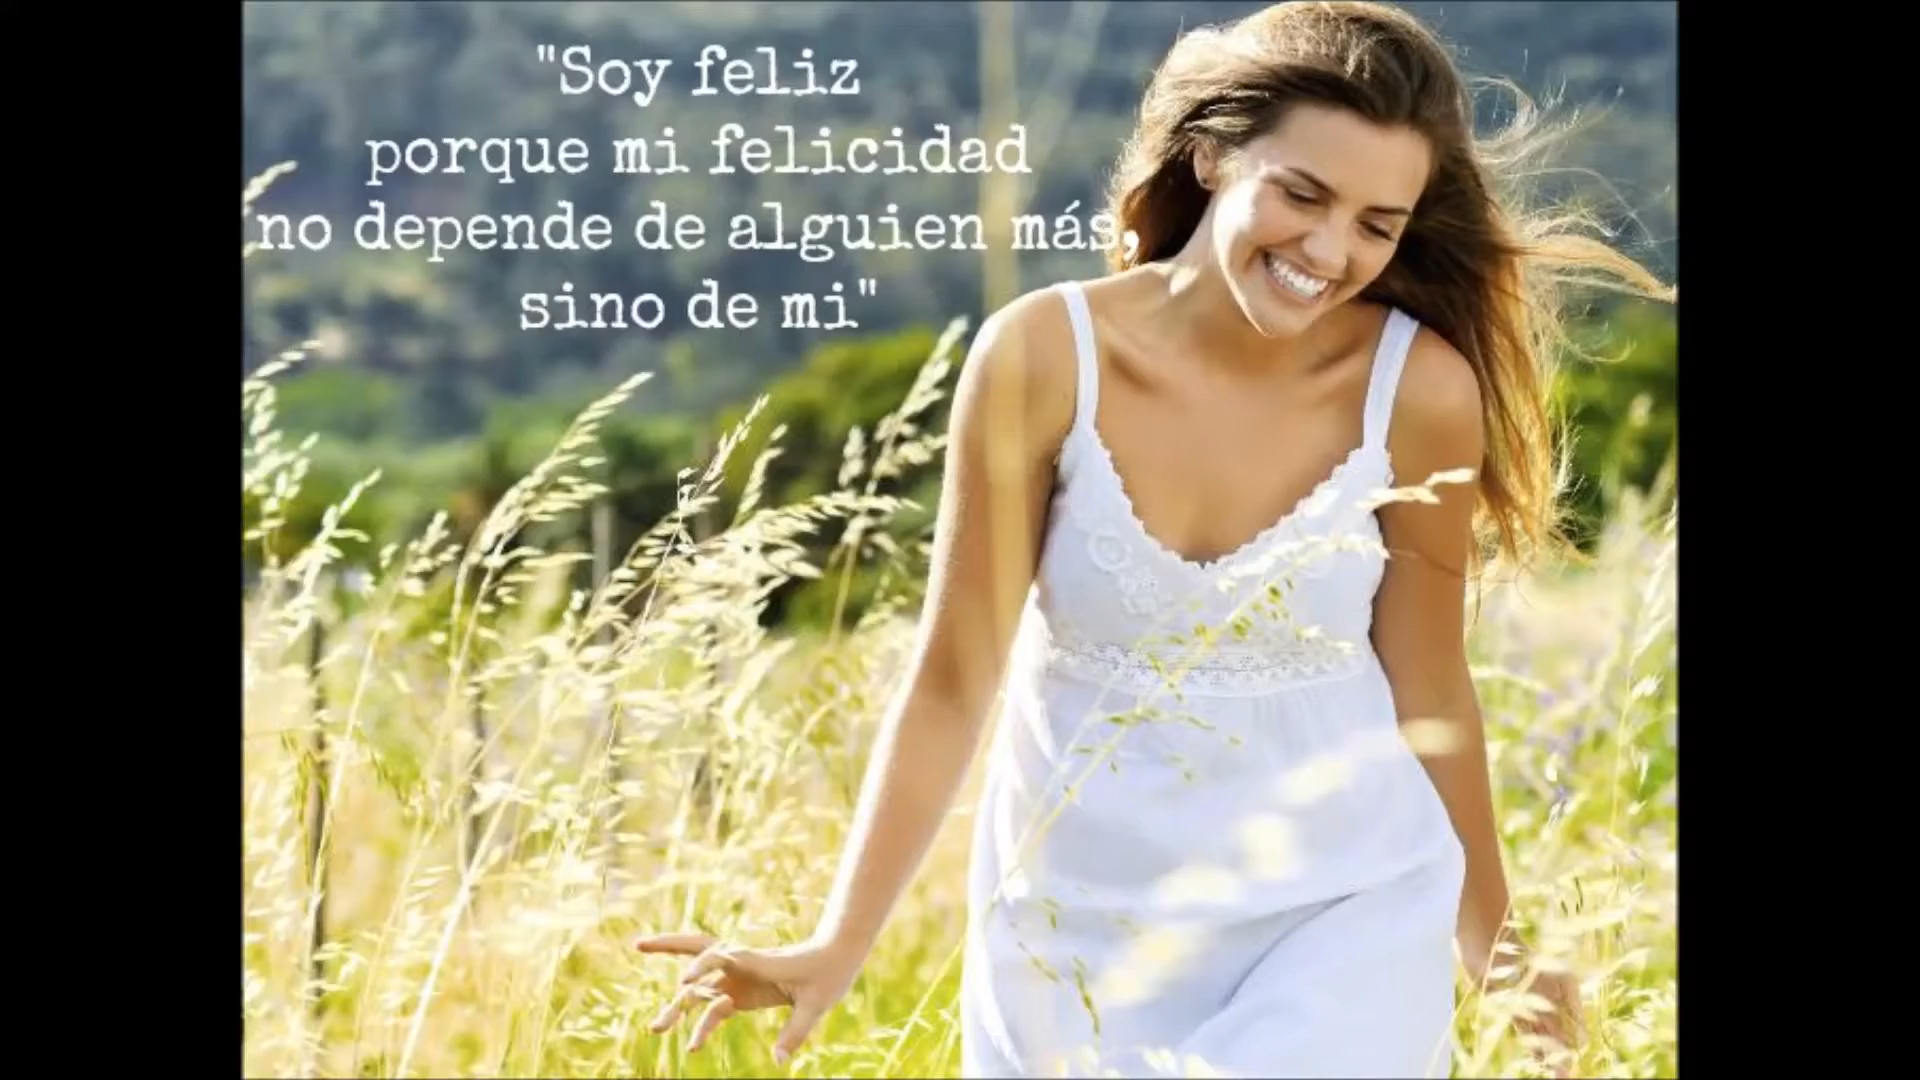 "Soy feliz
porque mi felicidad
no depende de alguien más,
sino de mi"